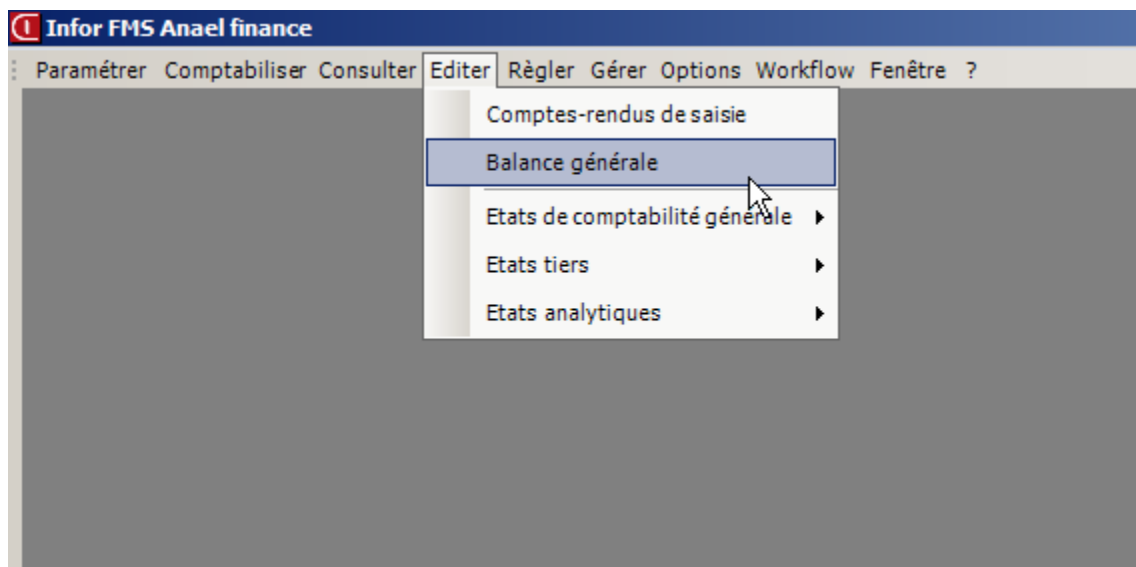 Infor FMS Anael finance
Paramétrer Comptabiliser Consulter Editer Règler Gérer Options Workflow Fenêtre ?
Comptes-rendus de saisie
Balance générale
Etats de comptabilité générale
Etats tiers
Etats analytiques